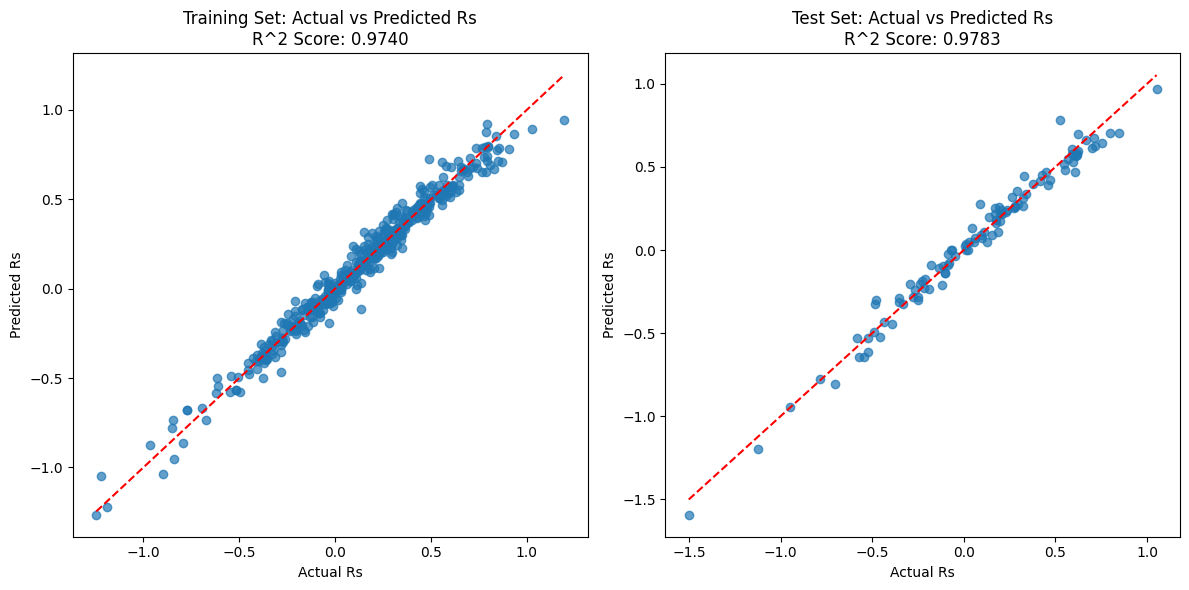 Training Set: Actual vs Predicted Rs
R^2 Score: 0.9740
1.0
0.5
0.0
−0.5
−1.0
Predicted Rs
−1.0 −0.5 0.0 0.5 1.0
Actual Rs
Test Set: Actual vs Predicted Rs
R^2 Score: 0.9783
1.0
0.5
0.0
−0.5
−1.0
−1.5
Predicted Rs
−1.5 −1.0 −0.5 0.0 0.5 1.0
Actual Rs